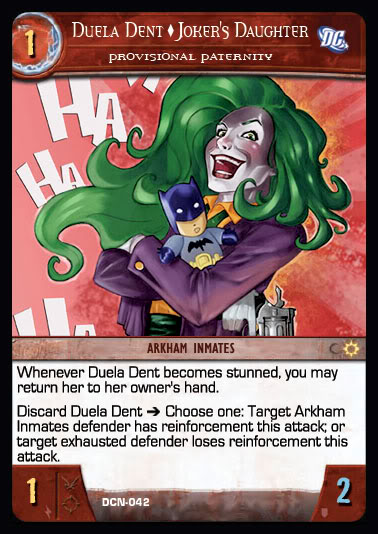 1
DUELA DENT ♦ JOKER'S DAUGHTER
PROVISIONAL PATERNITY
DC
HA
HA
HA
HA
ARKHAM INMATES
C
Whenever Duela Dent becomes stunned, you may
return her to her owner's hand.
Discard Duela Dent ➔ Choose one: Target Arkham
Inmates defender has reinforcement this attack; or
target exhausted defender loses reinforcement this
attack.
1
DCN-042
2